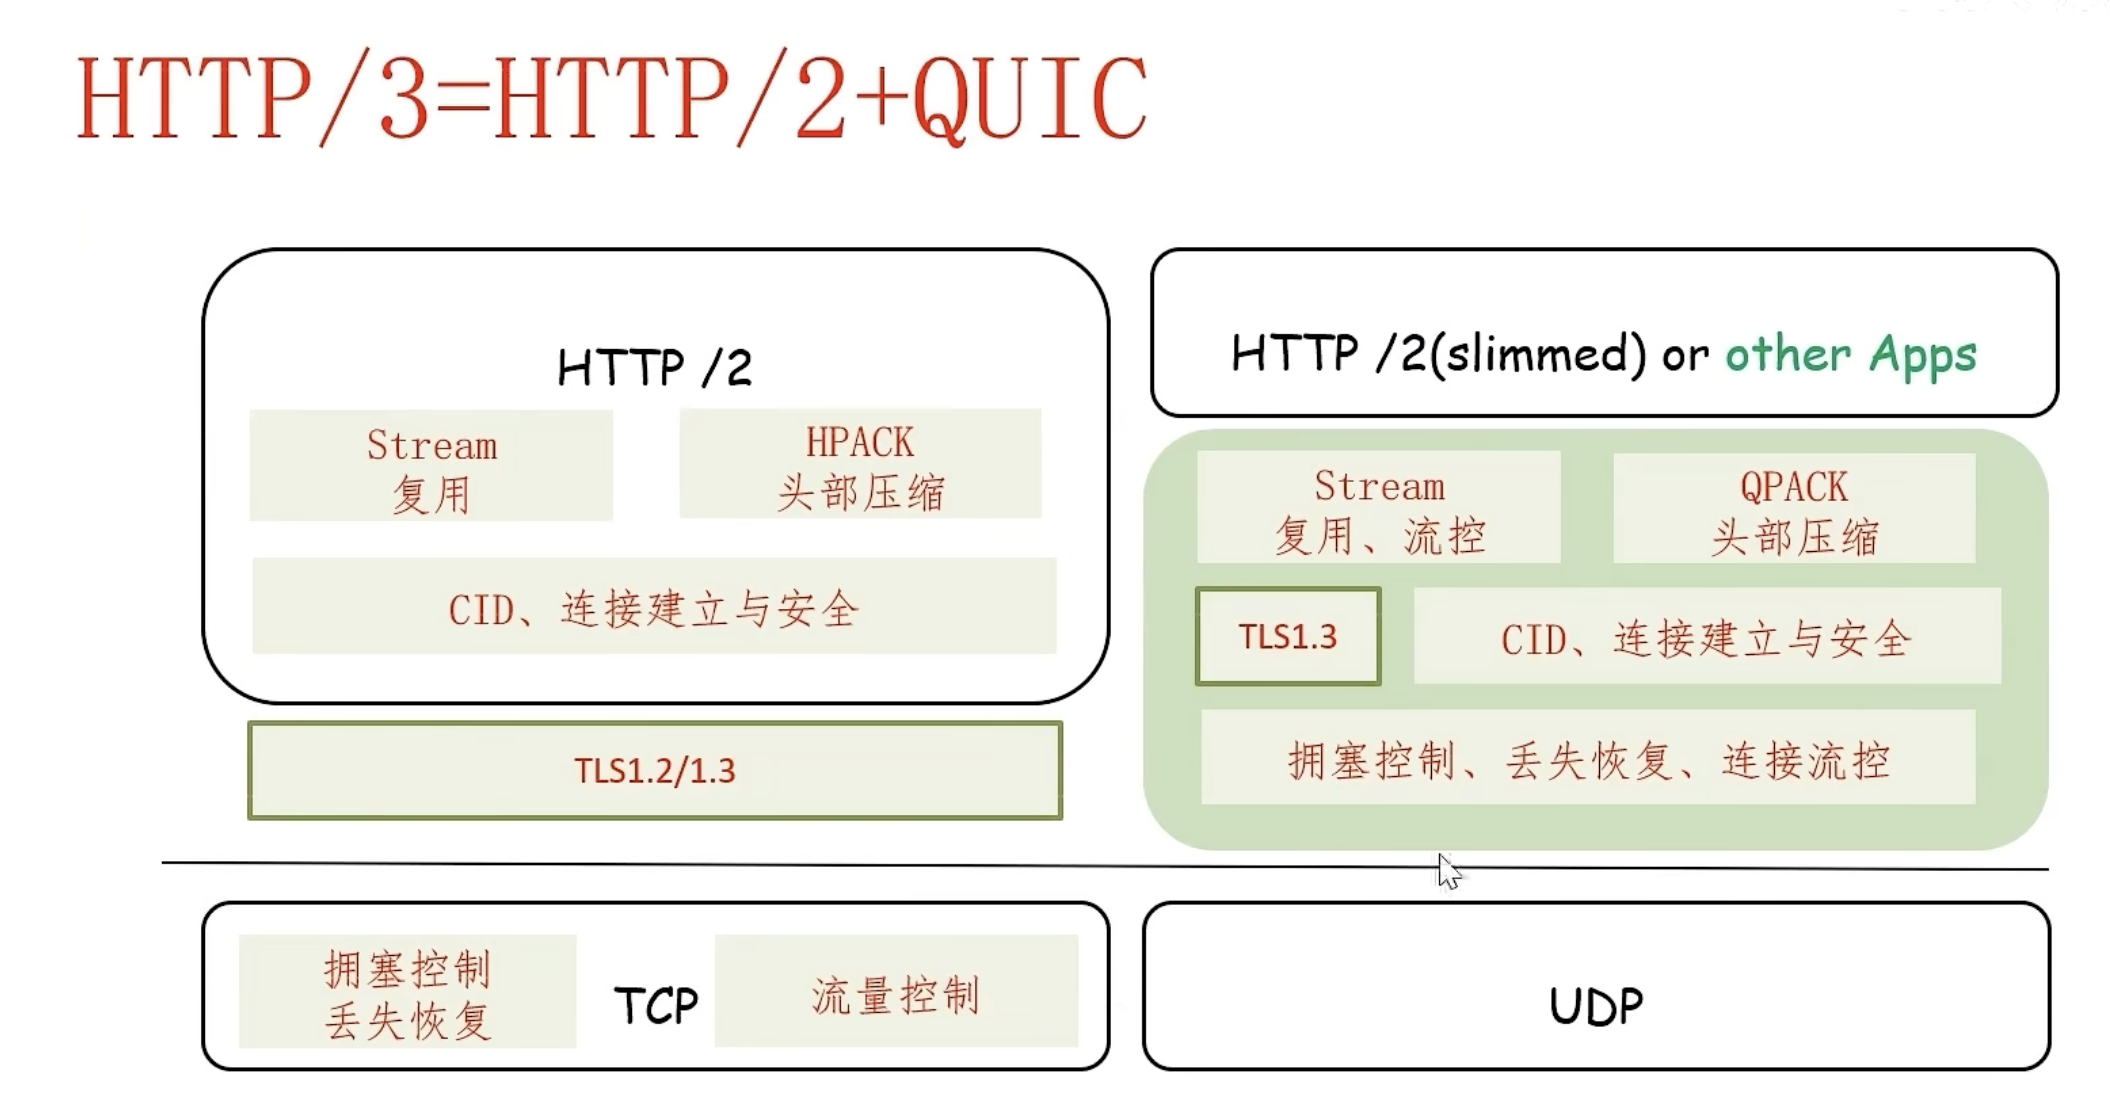 HTTP/3=HTTP/2+QUIC
HTTP /2
Stream
复用
HPACK
头部压缩
CID、连接建立与安全
TLS1.2/1.3
拥塞控制
丢失恢复
TCP
流量控制
HTTP /2(slimmed) or other Apps
Stream
复用、流控
QPACK
头部压缩
TLS1.3
CID、连接建立与安全
拥塞控制、丢失恢复、连接流控
UDP